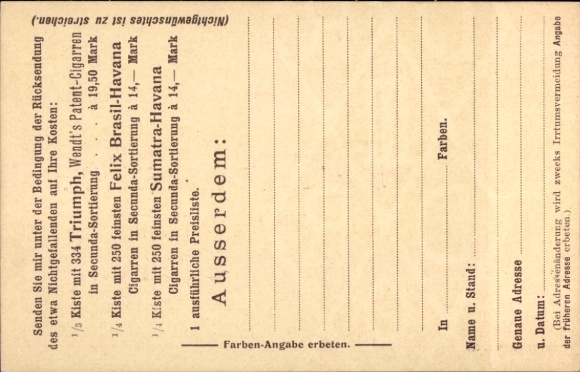 (Nichtgewünschtes ist zu streichen.)
Senden Sie mir unter der Bedingung der Rücksendung
des etwa Nichtgefallenden auf Ihre Kosten:
1/3 Kiste mit 334 Triumph, Wendt's Patent-Cigarren
in Secunda-Sortierung . . . . à 19,50 Mark
1/4 Kiste mit 250 feinsten Felix Brasil-Havana
Cigarren in Secunda-Sortierung à 14,— Mark
1/4 Kiste mit 250 feinsten Sumatra-Havana
Cigarren in Secunda-Sortierung à 14,— Mark
1 ausführliche Preisliste.
Ausserdem:
Farben-Angabe erbeten.
In Farben.
Name u. Stand:
Genaue Adresse
u. Datum:
(Bei Adressenänderung wird zwecks Irrtumsvermeidung Angabe
der früheren Adresse erbeten.)